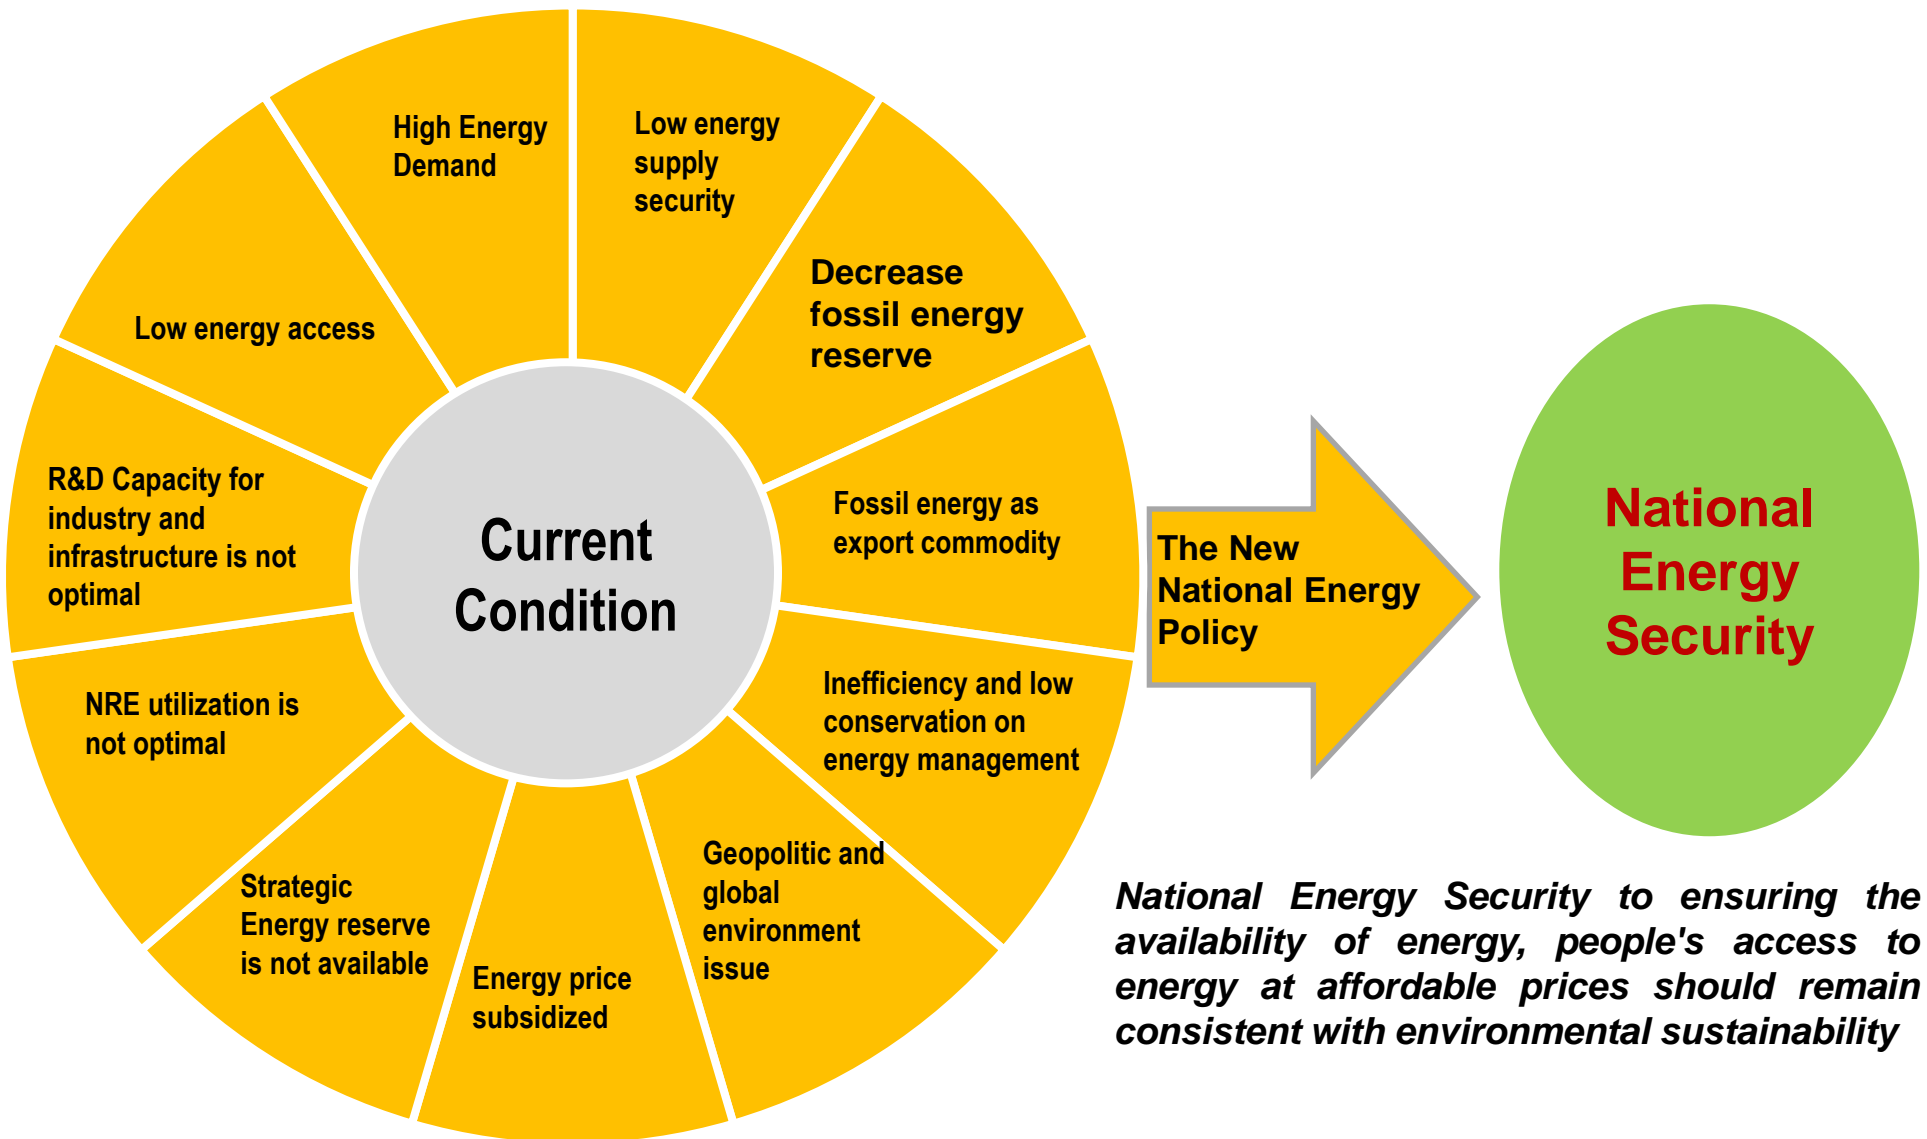 High Energy
Demand
Low energy
supply
security
Decrease
fossil energy
reserve
Fossil energy as
export commodity
Inefficiency and low
conservation on
energy management
Geopolitic and
global
environment
issue
Energy price
subsidized
Strategic
Energy reserve
is not available
NRE utilization is
not optimal
R&D Capacity for
industry and
infrastructure is not
optimal
Low energy access
Current
Condition
The New
National Energy
Policy
National
Energy
Security
National Energy Security to ensuring the
availability of energy, people's access to
energy at affordable prices should remain
consistent with environmental sustainability